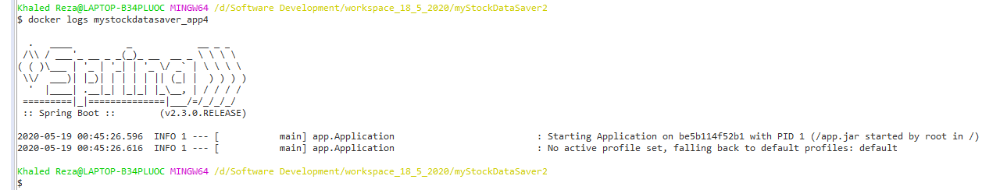 Khaled Reza@LAPTOP-B34PLUOC MINGW64 /d/Software Development/workspace_18_5_2020/myStockDataSaver2
$ docker logs mystockdatasaver_app4
  .   ____          _            __ _ _
 /\\ / ___'_ __ _ _(_)_ __  __ _ \ \ \ \
( ( )\___ | '_ | '_| | '_ \/ _` | \ \ \ \
 \\/  ___)| |_)| | | | | || (_| |  ) ) ) )
  '  |____| .__|_| |_|_| |_\__, | / / / /
 =========|_|==============|___/=/_/_/_/
 :: Spring Boot ::        (v2.3.0.RELEASE)
2020-05-19 00:45:26.596  INFO 1 --- [           main] app.Application                          : Starting Application on be5b114f52b1 with PID 1 (/app.jar started by root in /)
2020-05-19 00:45:26.616  INFO 1 --- [           main] app.Application                          : No active profile set, falling back to default profiles: default
Khaled Reza@LAPTOP-B34PLUOC MINGW64 /d/Software Development/workspace_18_5_2020/myStockDataSaver2
$